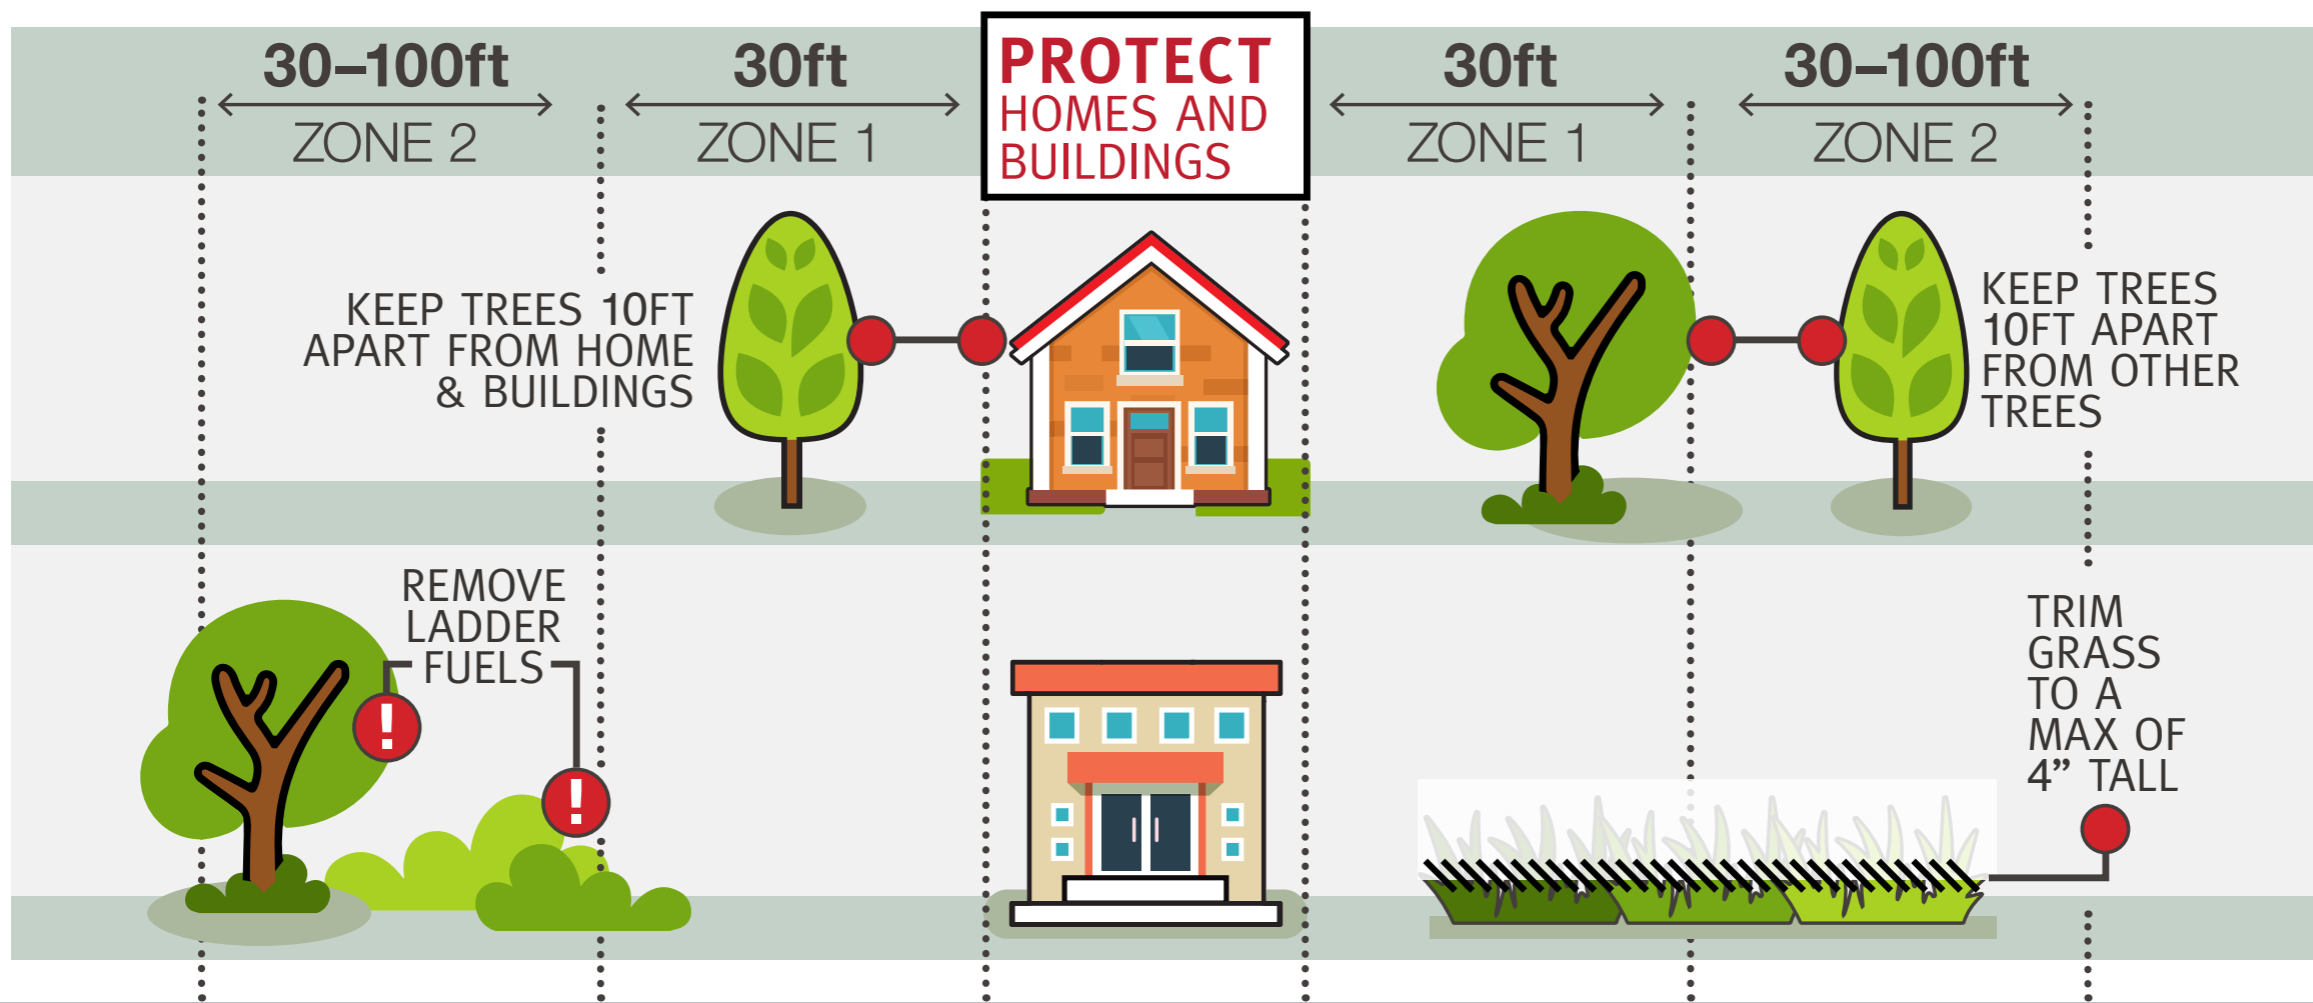 30–100ft
ZONE 2
30ft
ZONE 1
PROTECT
HOMES AND
BUILDINGS
30ft
ZONE 1
30–100ft
ZONE 2
KEEP TREES 10FT
APART FROM HOME
& BUILDINGS
KEEP TREES
10FT APART
FROM OTHER
TREES
REMOVE
LADDER
FUELS
!
!
TRIM
GRASS
TO A
MAX OF
4” TALL